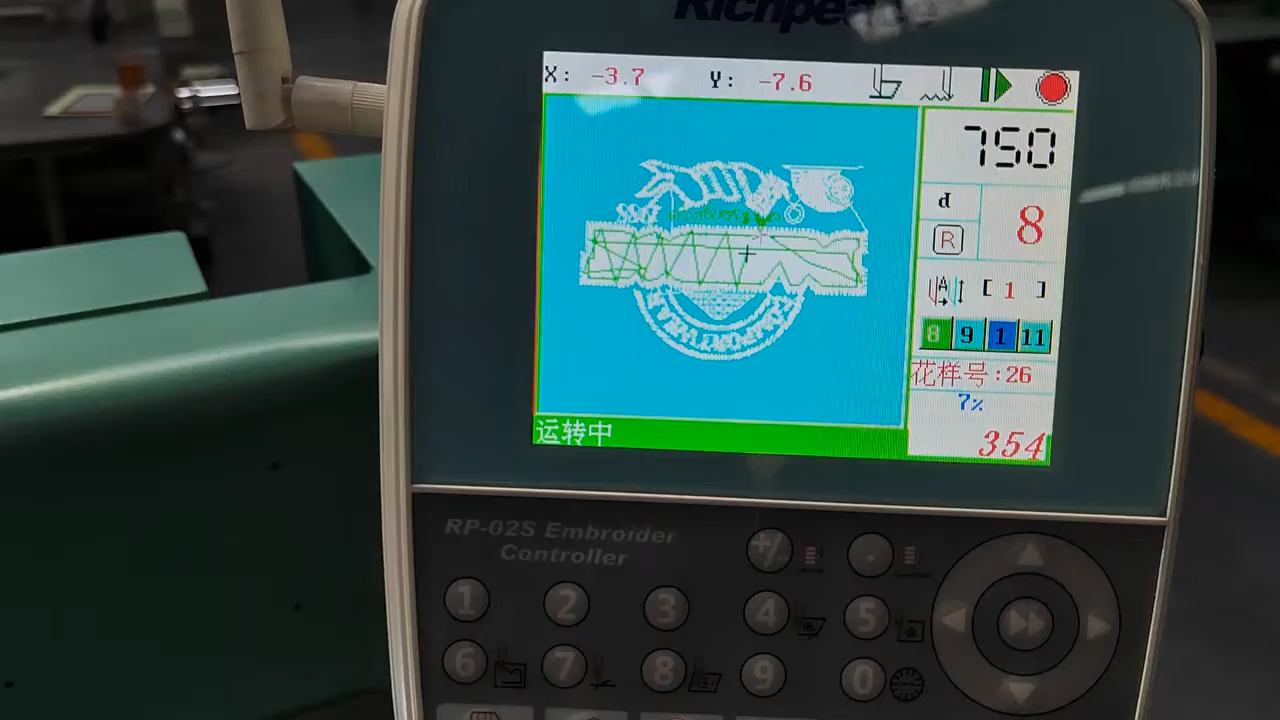 Richpea
X: -3.7 Y: -7.6
750
d
8
R
A [ 1 ]
8 9 1 11
花样号:26
7%
354
运转中
RP-02S Embroider
Controller
+/- .
1 2 3 4 5
6 7 8 9 0